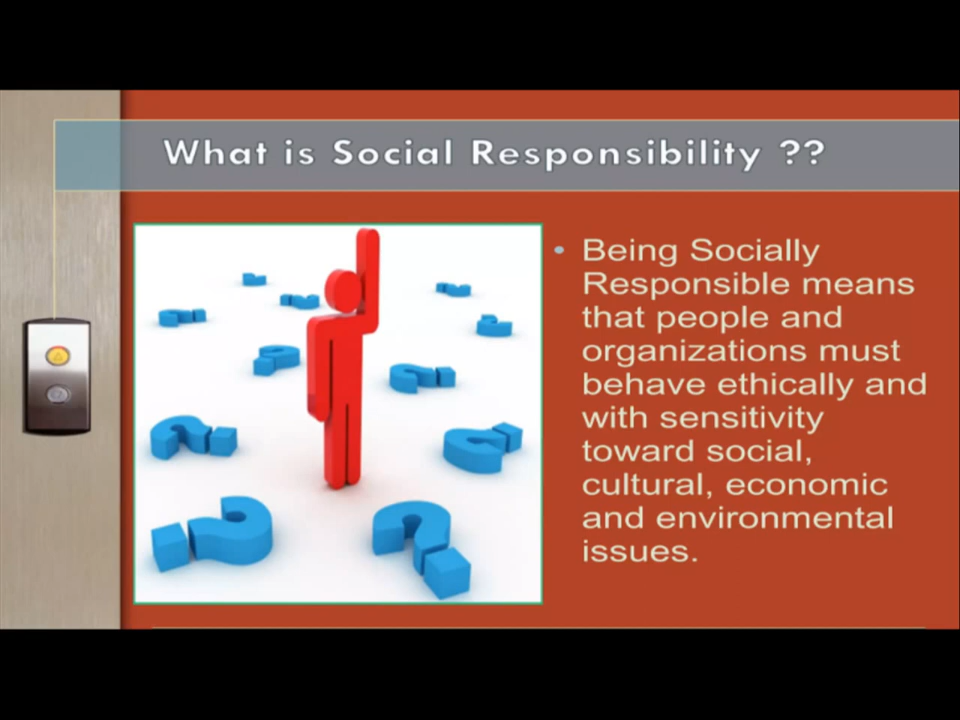 What is Social Responsibility ??
• Being Socially
Responsible means
that people and
organizations must
behave ethically and
with sensitivity
toward social,
cultural, economic
and environmental
issues.